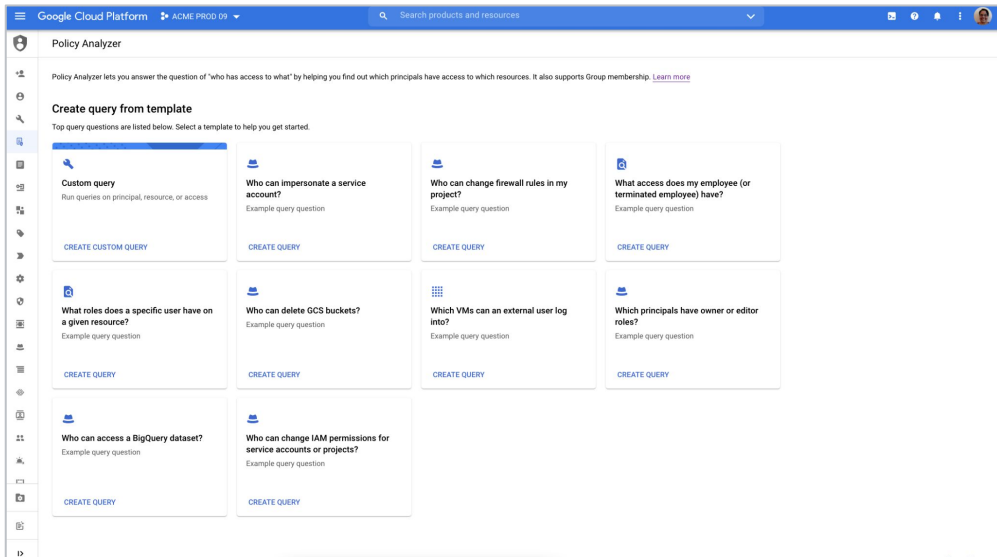 Google Cloud Platform
ACME PROD 09
Search products and resources
Policy Analyzer
Policy Analyzer lets you answer the question of "who has access to what" by helping you find out which principals have access to which resources. It also supports Group membership. Learn more
Create query from template
Top query questions are listed below. Select a template to help you get started.
Custom query
Run queries on principal, resource, or access
CREATE CUSTOM QUERY
Who can impersonate a service
account?
Example query question
CREATE QUERY
Who can change firewall rules in my
project?
Example query question
CREATE QUERY
What access does my employee (or
terminated employee) have?
Example query question
CREATE QUERY
What roles does a specific user have on
a given resource?
Example query question
CREATE QUERY
Who can delete GCS buckets?
Example query question
CREATE QUERY
Which VMs can an external user log
into?
Example query question
CREATE QUERY
Which principals have owner or editor
roles?
Example query question
CREATE QUERY
Who can access a BigQuery dataset?
Example query question
CREATE QUERY
Who can change IAM permissions for
service accounts or projects?
Example query question
CREATE QUERY